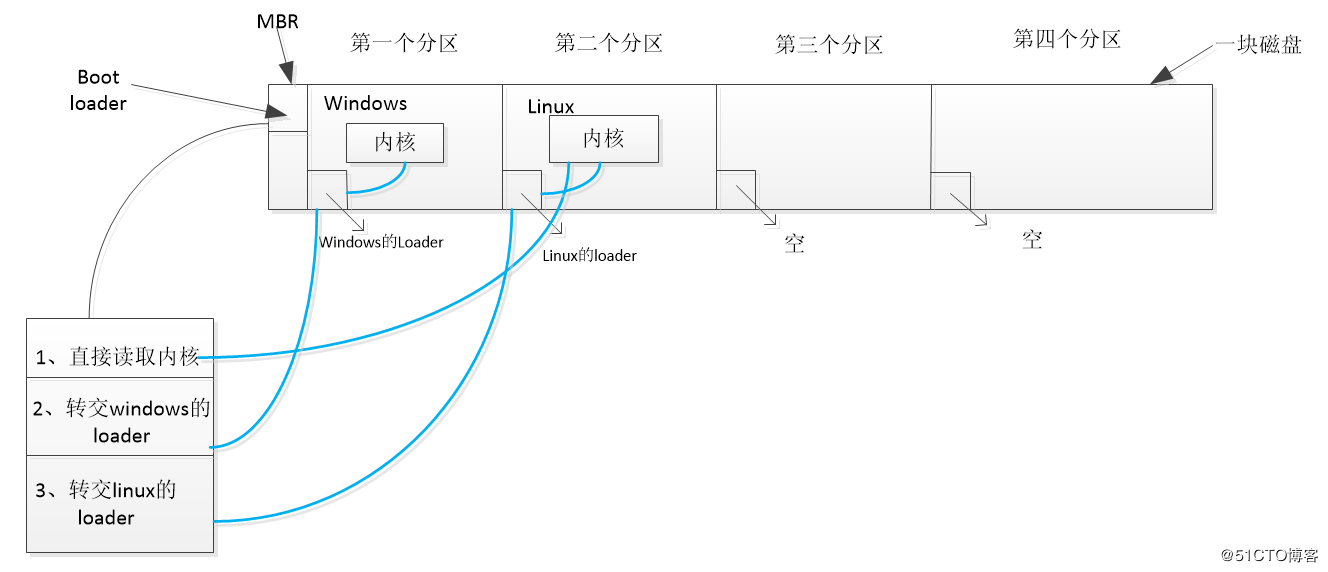 MBR
第一个分区
第二个分区
第三个分区
第四个分区
一块磁盘
Boot
loader
Windows
内核
Linux
内核
Windows的Loader
Linux的loader
空
空
1、直接读取内核
2、转交windows的
loader
3、转交linux的
loader
@51CTO博客